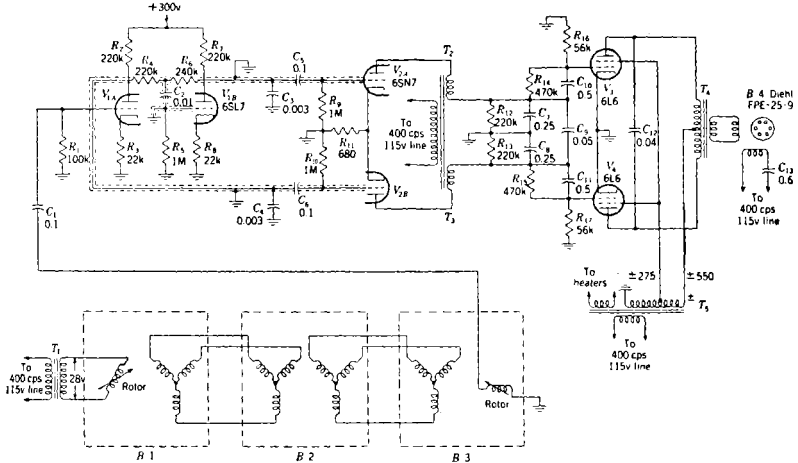 +300v
R₂
220k
R₄
220k
R₆
240k
R₇
220k
V₁A
V₁B
6SL7
C₂
0.01
R₁
100k
R₃
22k
R₅
1M
R₈
22k
C₁
0.1
C₅
0.1
C₃
0.003
C₄
0.003
C₆
0.1
R₉
1M
R₁₀
1M
R₁₁
680
V₂A
6SN7
V₂B
T₂
T₃
To
400 cps
115v line
R₁₂
220k
R₁₃
220k
R₁₄
470k
R₁₅
470k
C₇
0.25
C₈
0.25
C₉
0.05
C₁₀
0.5
C₁₁
0.5
R₁₆
56k
R₁₇
56k
V₃
6L6
V₄
6L6
C₁₂
0.04
T₄
B 4 Diehl
FPE-25-9
C₁₃
0.6
To
400 cps
115v line
To
heaters
±275
±550
±
T₅
To
400 cps
115v line
T₁
To
400 cps
115v line
28v
Rotor
Rotor
B 1
B 2
B 3